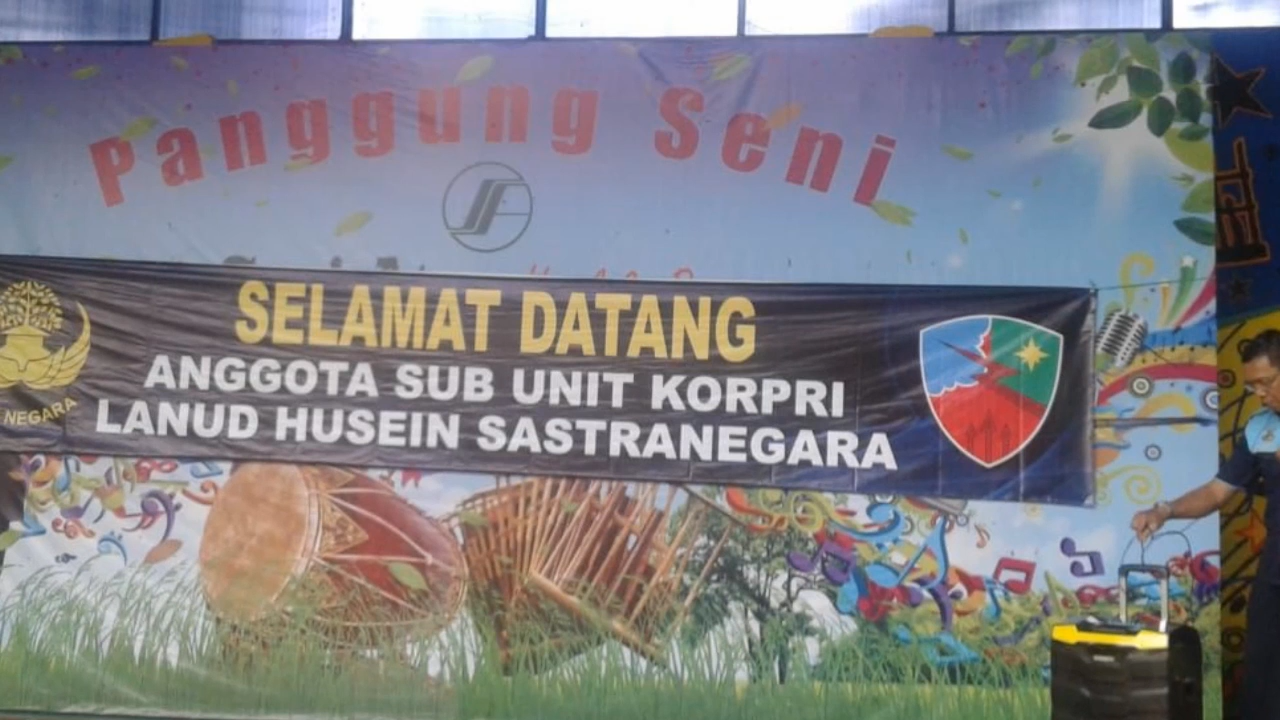 Panggung Seni
SELAMAT DATANG
ANGGOTA SUB UNIT KORPRI
LANUD HUSEIN SASTRANEGARA
NEGARA